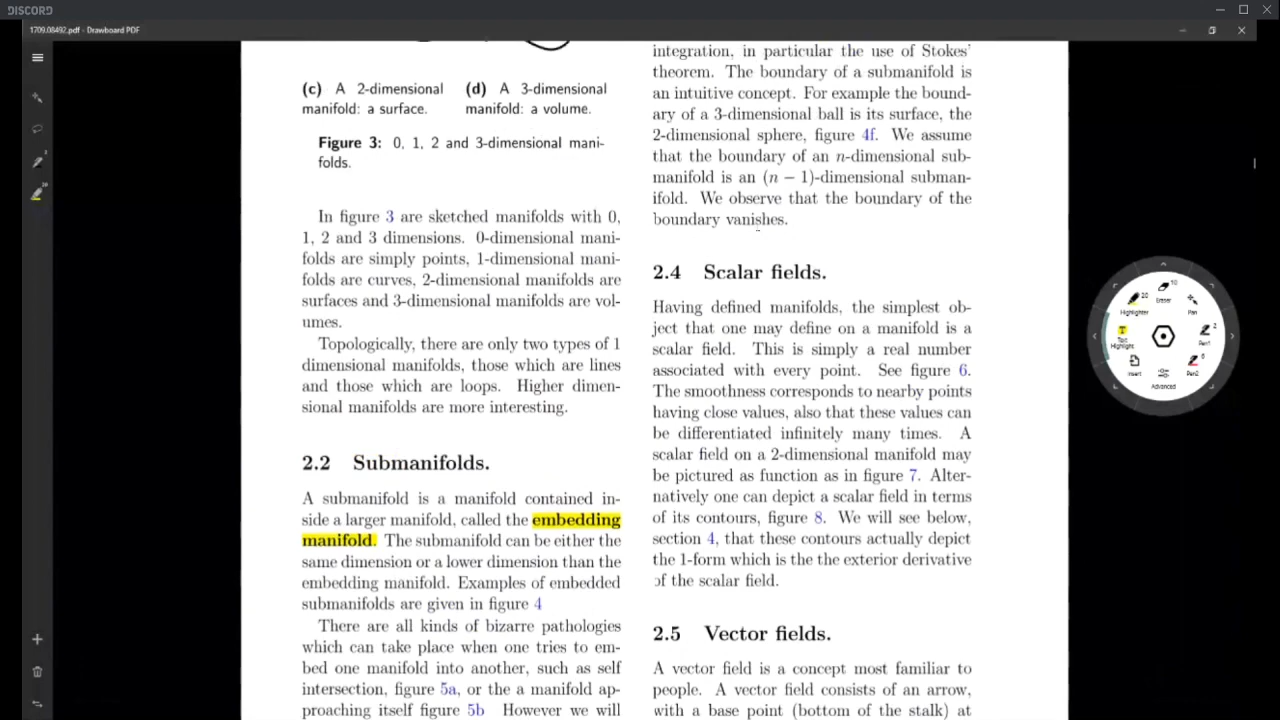 DISCORD
1709.08492.pdf - Drawboard PDF
(c) A 2-dimensional
manifold: a surface.
(d) A 3-dimensional
manifold: a volume.
Figure 3: 0, 1, 2 and 3-dimensional mani-
folds.
In figure 3 are sketched manifolds with 0,
1, 2 and 3 dimensions. 0-dimensional mani-
folds are simply points, 1-dimensional mani-
folds are curves, 2-dimensional manifolds are
surfaces and 3-dimensional manifolds are vol-
umes.
Topologically, there are only two types of 1
dimensional manifolds, those which are lines
and those which are loops. Higher dimen-
sional manifolds are more interesting.
2.2 Submanifolds.
A submanifold is a manifold contained in-
side a larger manifold, called the embedding
manifold. The submanifold can be either the
same dimension or a lower dimension than the
embedding manifold. Examples of embedded
submanifolds are given in figure 4
There are all kinds of bizarre pathologies
which can take place when one tries to em-
bed one manifold into another, such as self
intersection, figure 5a, or the a manifold ap-
proaching itself figure 5b However we will
integration, in particular the use of Stokes'
theorem. The boundary of a submanifold is
an intuitive concept. For example the bound-
ary of a 3-dimensional ball is its surface, the
2-dimensional sphere, figure 4f. We assume
that the boundary of an n-dimensional sub-
manifold is an (n − 1)-dimensional subman-
ifold. We observe that the boundary of the
boundary vanishes.
2.4 Scalar fields.
Having defined manifolds, the simplest ob-
ject that one may define on a manifold is a
scalar field. This is simply a real number
associated with every point. See figure 6.
The smoothness corresponds to nearby points
having close values, also that these values can
be differentiated infinitely many times. A
scalar field on a 2-dimensional manifold may
be pictured as function as in figure 7. Alter-
natively one can depict a scalar field in terms
of its contours, figure 8. We will see below,
section 4, that these contours actually depict
the 1-form which is the the exterior derivative
of the scalar field.
2.5 Vector fields.
A vector field is a concept most familiar to
people. A vector field consists of an arrow,
with a base point (bottom of the stalk) at
10
Eraser
20
Highlighter
Pan
Text
Highlight
2
Pen1
Insert
6
Pen2
Advanced